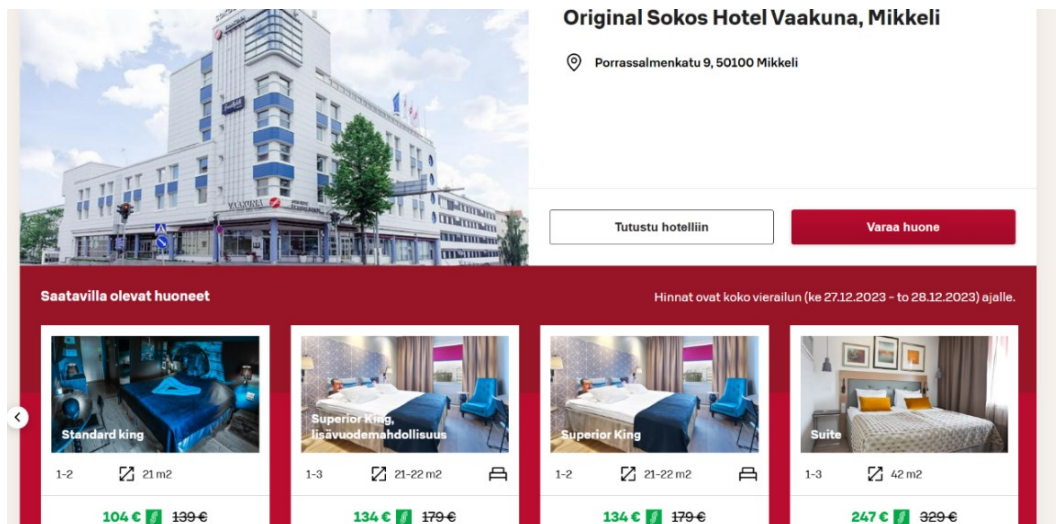 Original Sokos Hotel Vaakuna, Mikkeli
Porrassalmenkatu 9, 50100 Mikkeli
VAAKUNA
Tutustu hotelliin
Varaa huone
Saatavilla olevat huoneet
Hinnat ovat koko vierailun (ke 27.12.2023 - to 28.12.2023) ajalle.
Standard king
1-2
21 m2
104 € 139 €
Superior King,
lisävuodemahdollisuus
1-3
21-22 m2
134 € 179 €
Superior King
1-2
21-22 m2
134 € 179 €
Suite
1-3
42 m2
247 € 329 €